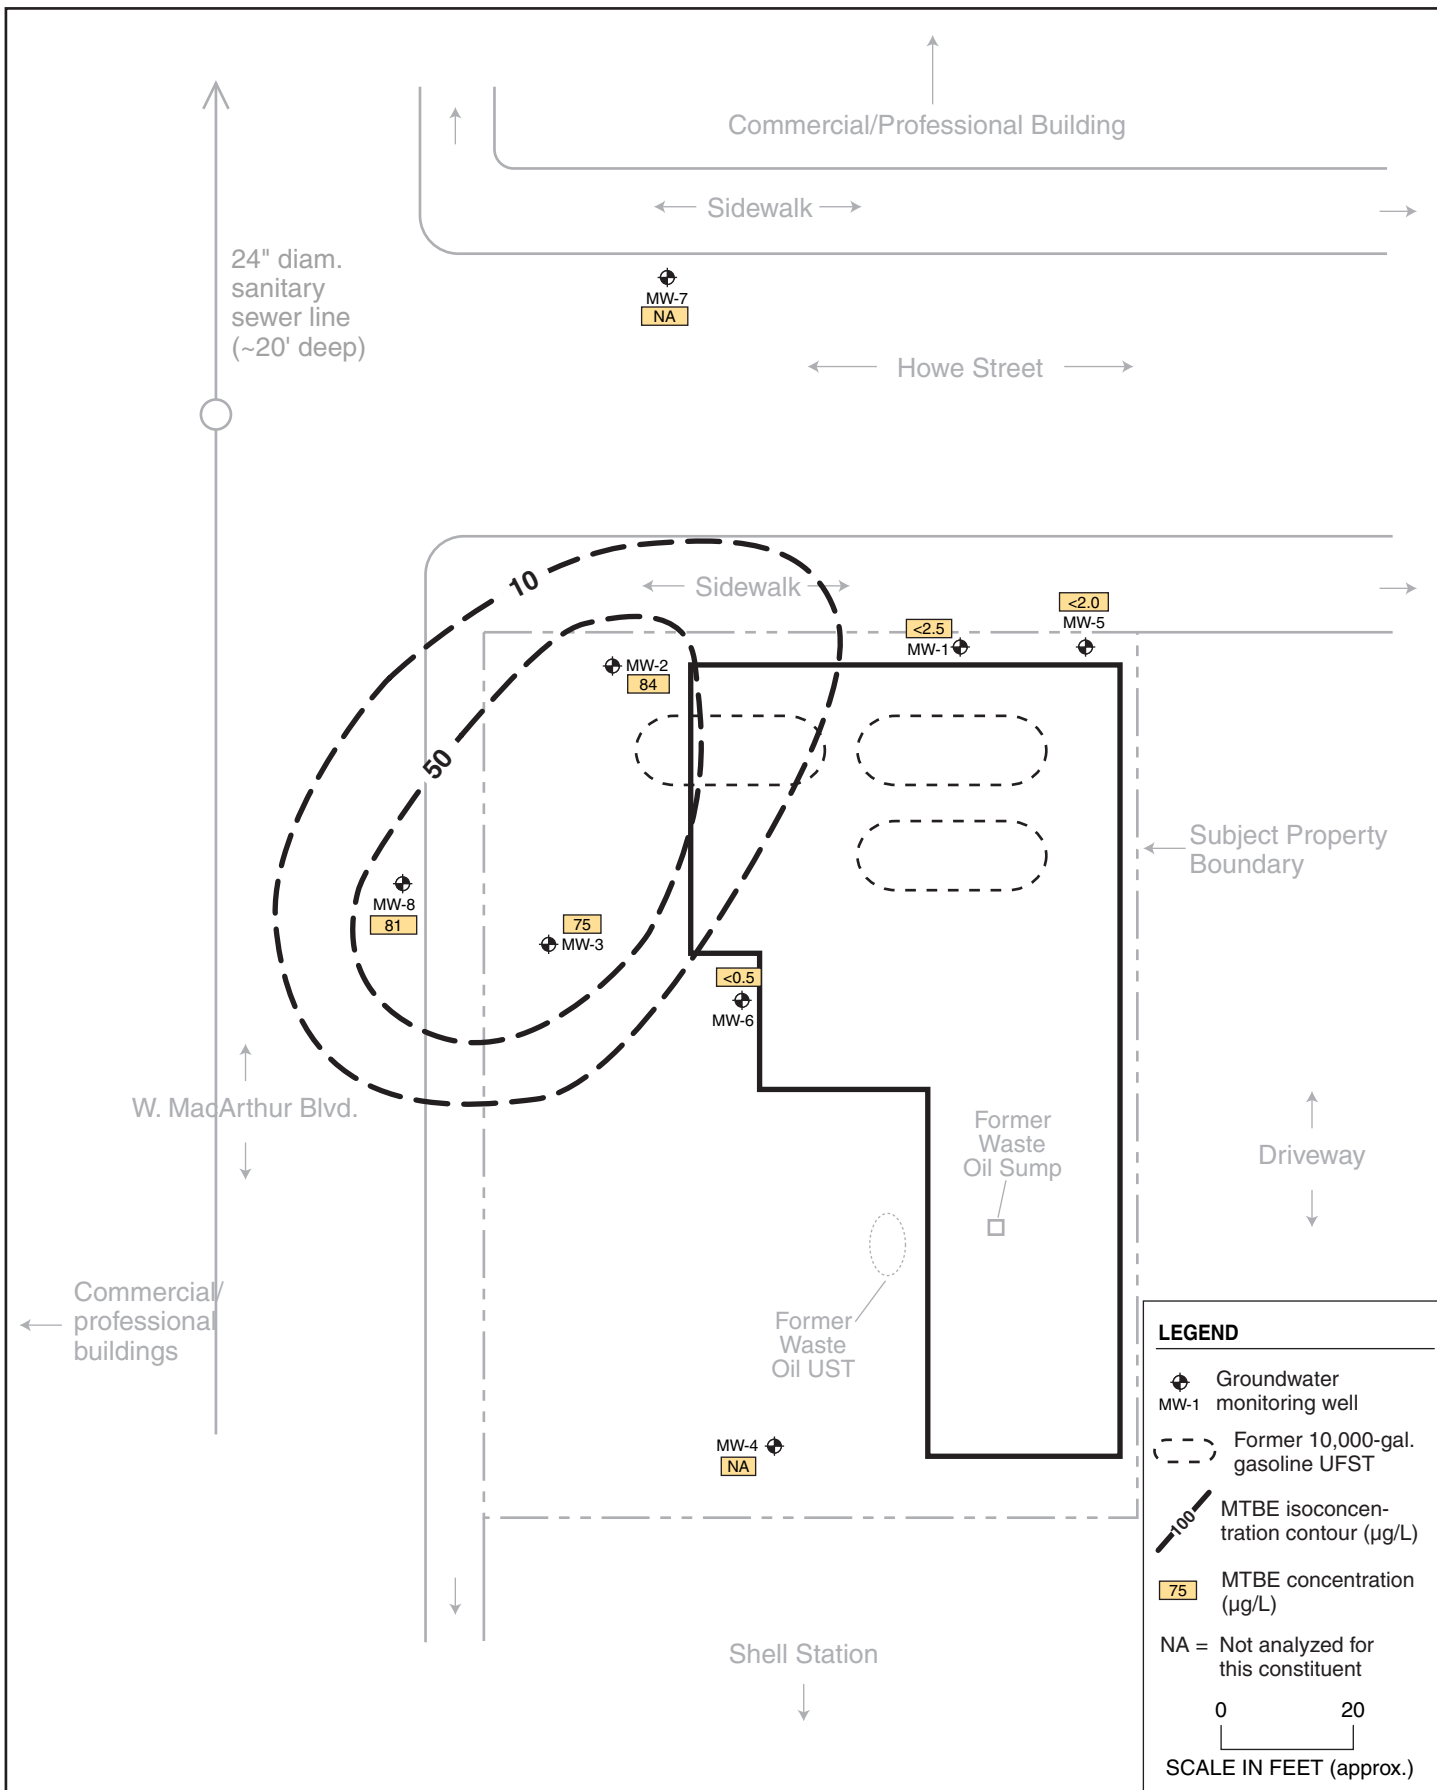 Commercial/Professional Building
Sidewalk
24" diam.
sanitary
sewer line
(~20' deep)
MW-7
NA
Howe Street
10
Sidewalk
<2.0
MW-5
<2.5
MW-1
MW-2
84
50
Subject Property
Boundary
MW-8
81
75
MW-3
<0.5
MW-6
W. MacArthur Blvd.
Former
Waste
Oil Sump
Driveway
Commercial/
professional
buildings
Former
Waste
Oil UST
MW-4
NA
Shell Station
LEGEND
MW-1
Groundwater
monitoring well
Former 10,000-gal.
gasoline UFST
100
MTBE isoconcen-
tration contour (µg/L)
75
MTBE concentration
(µg/L)
NA = Not analyzed for
this constituent
0 20
SCALE IN FEET (approx.)